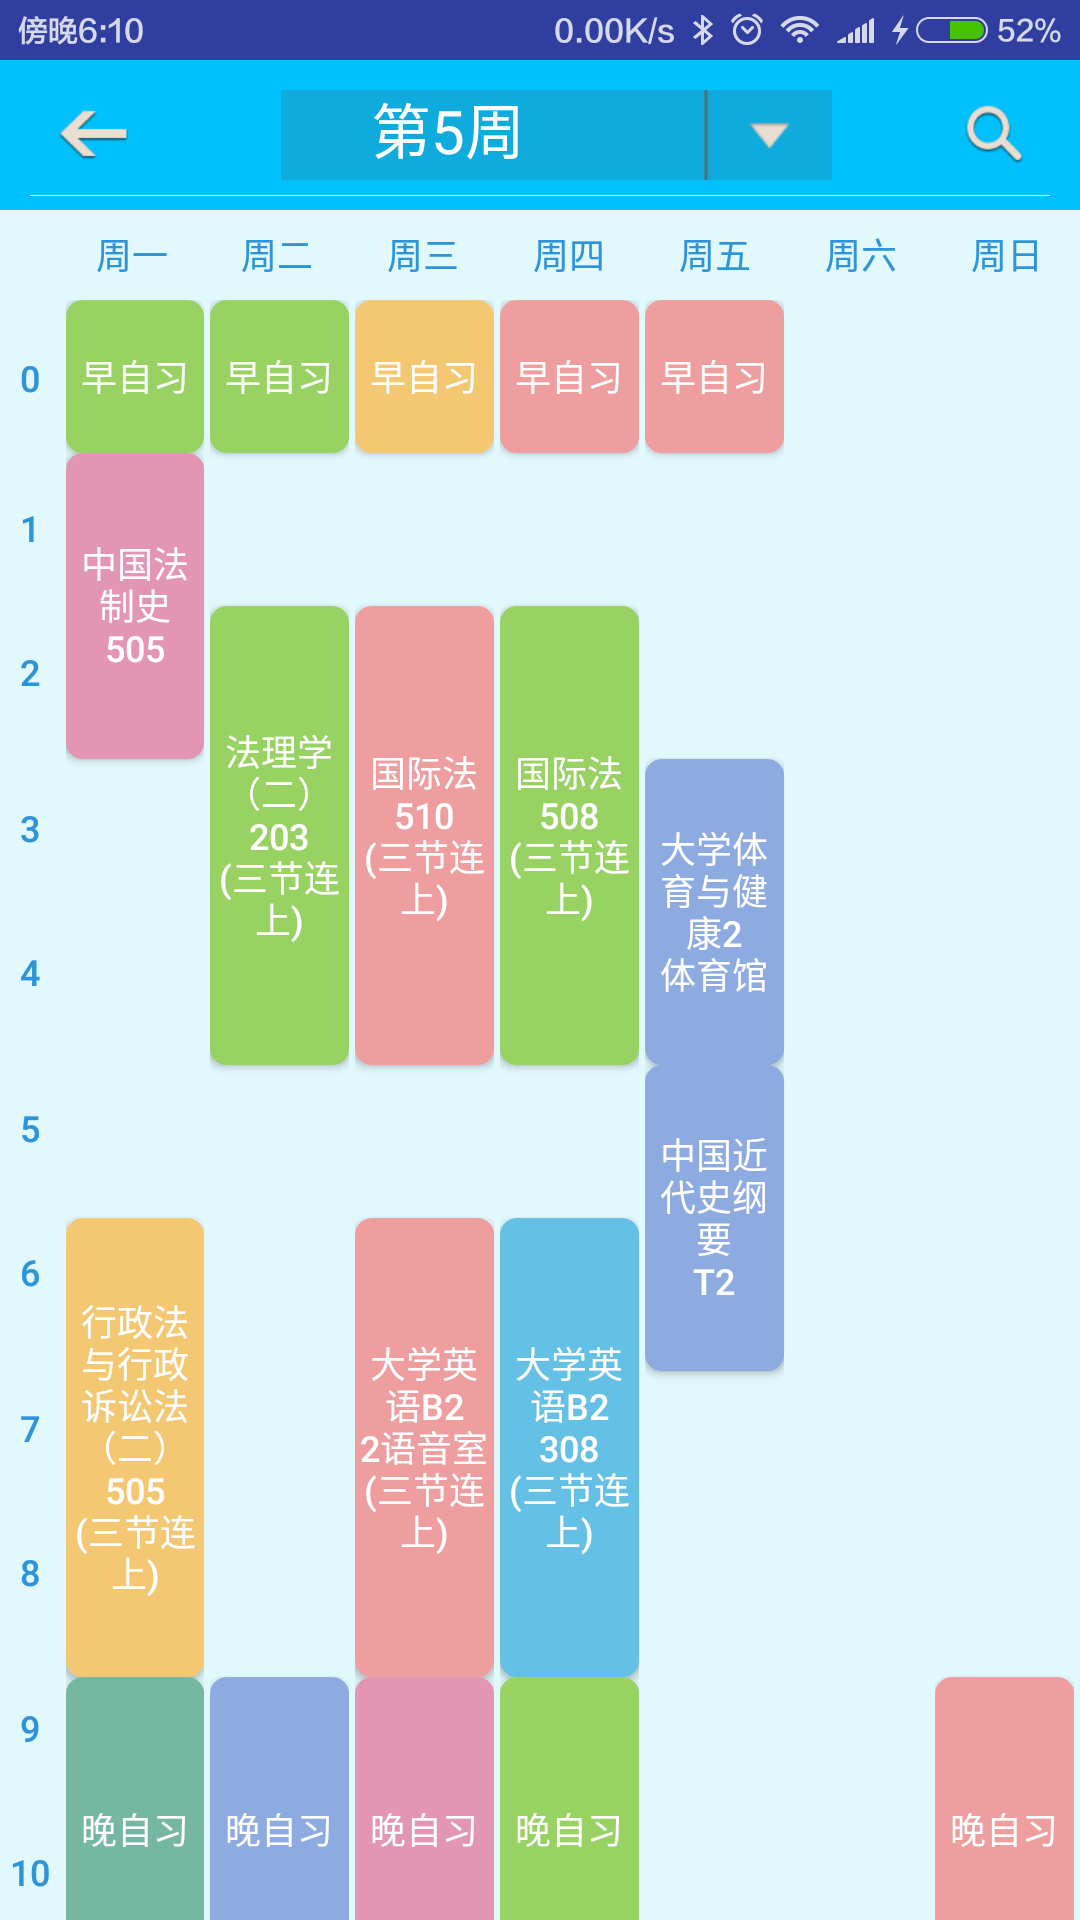 傍晚6:10
0.00K/s
52%
第5周
周一 周二 周三 周四 周五 周六 周日
0
早自习
早自习
早自习
早自习
早自习
1
2
3
4
5
6
7
8
9
10
中国法
制史
505
法理学
（二）
203
(三节连
上)
国际法
510
(三节连
上)
国际法
508
(三节连
上)
大学体
育与健
康2
体育馆
中国近
代史纲
要
T2
行政法
与行政
诉讼法
（二）
505
(三节连
上)
大学英
语B2
2语音室
(三节连
上)
大学英
语B2
308
(三节连
上)
晚自习
晚自习
晚自习
晚自习
晚自习